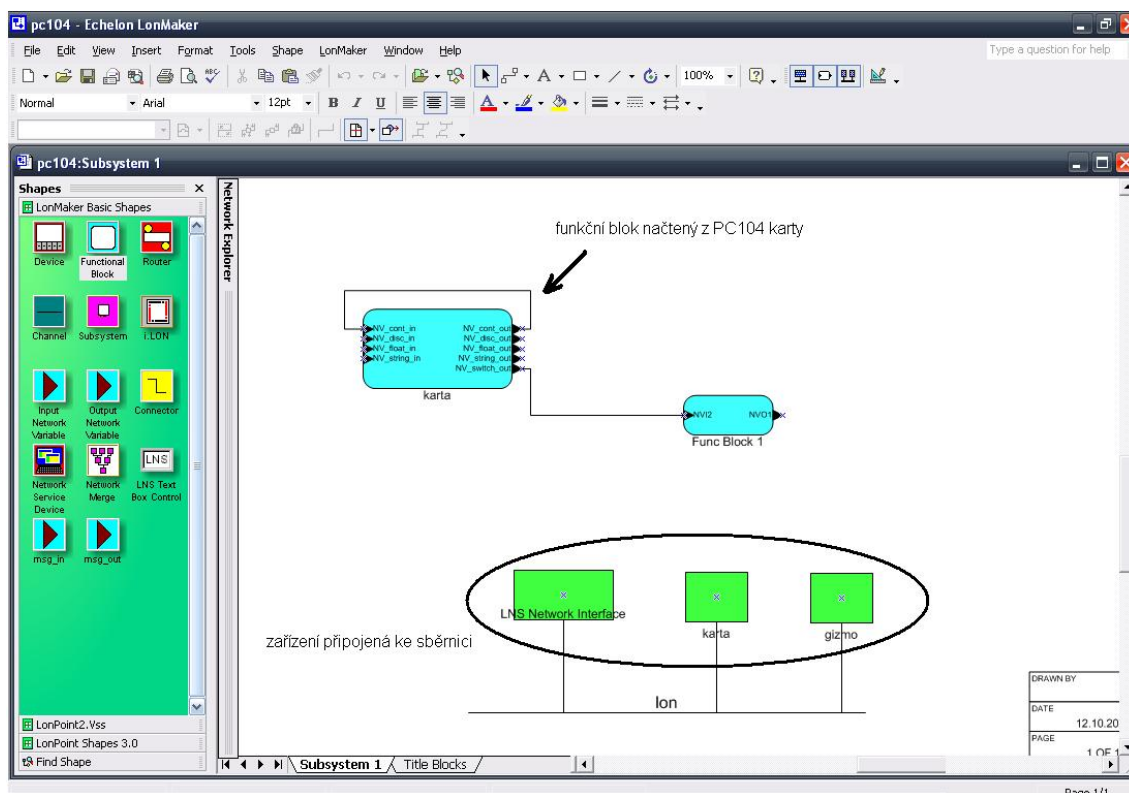 pc104 - Echelon LonMaker
File Edit View Insert Format Tools Shape LonMaker Window Help
Type a question for help
100%
Normal Arial 12pt B I U
pc104:Subsystem 1
Shapes
LonMaker Basic Shapes
Device
Functional Block
Router
Channel
Subsystem
i.LON
Input Network Variable
Output Network Variable
Connector
Network Service Device
Network Merge
LNS
LNS Text Box Control
msg_in
msg_out
LonPoint2.Vss
LonPoint Shapes 3.0
Find Shape
Network Explorer
funkční blok načtený z PC104 karty
NV_cont_in NV_cont_out
NV_disc_in NV_disc_out
NV_float_in NV_float_out
NV_string_in NV_string_out
NV_switch_out
karta
NVI2 NVO1
Func Block 1
LNS Network Interface
karta
gizmo
zařízení připojená ke sběrnici
lon
DRAWN BY
DATE
12.10.20
PAGE
1 OF 1
Subsystem 1 Title Blocks
Page 1/1